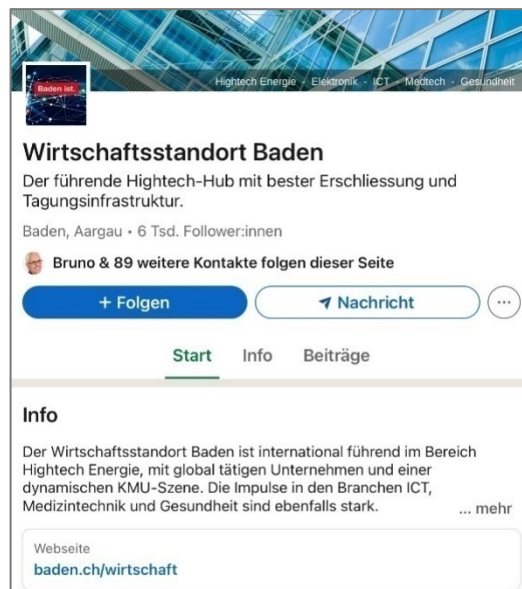 Hightech Energie - Elektronik - ICT - Medtech - Gesundheit
Baden ist.
Wirtschaftsstandort Baden
Der führende Hightech-Hub mit bester Erschliessung und
Tagungsinfrastruktur.
Baden, Aargau • 6 Tsd. Follower:innen
Bruno & 89 weitere Kontakte folgen dieser Seite
+ Folgen
Nachricht
...
Start Info Beiträge
Info
Der Wirtschaftsstandort Baden ist international führend im Bereich
Hightech Energie, mit global tätigen Unternehmen und einer
dynamischen KMU-Szene. Die Impulse in den Branchen ICT,
Medizintechnik und Gesundheit sind ebenfalls stark. ... mehr
Webseite
baden.ch/wirtschaft